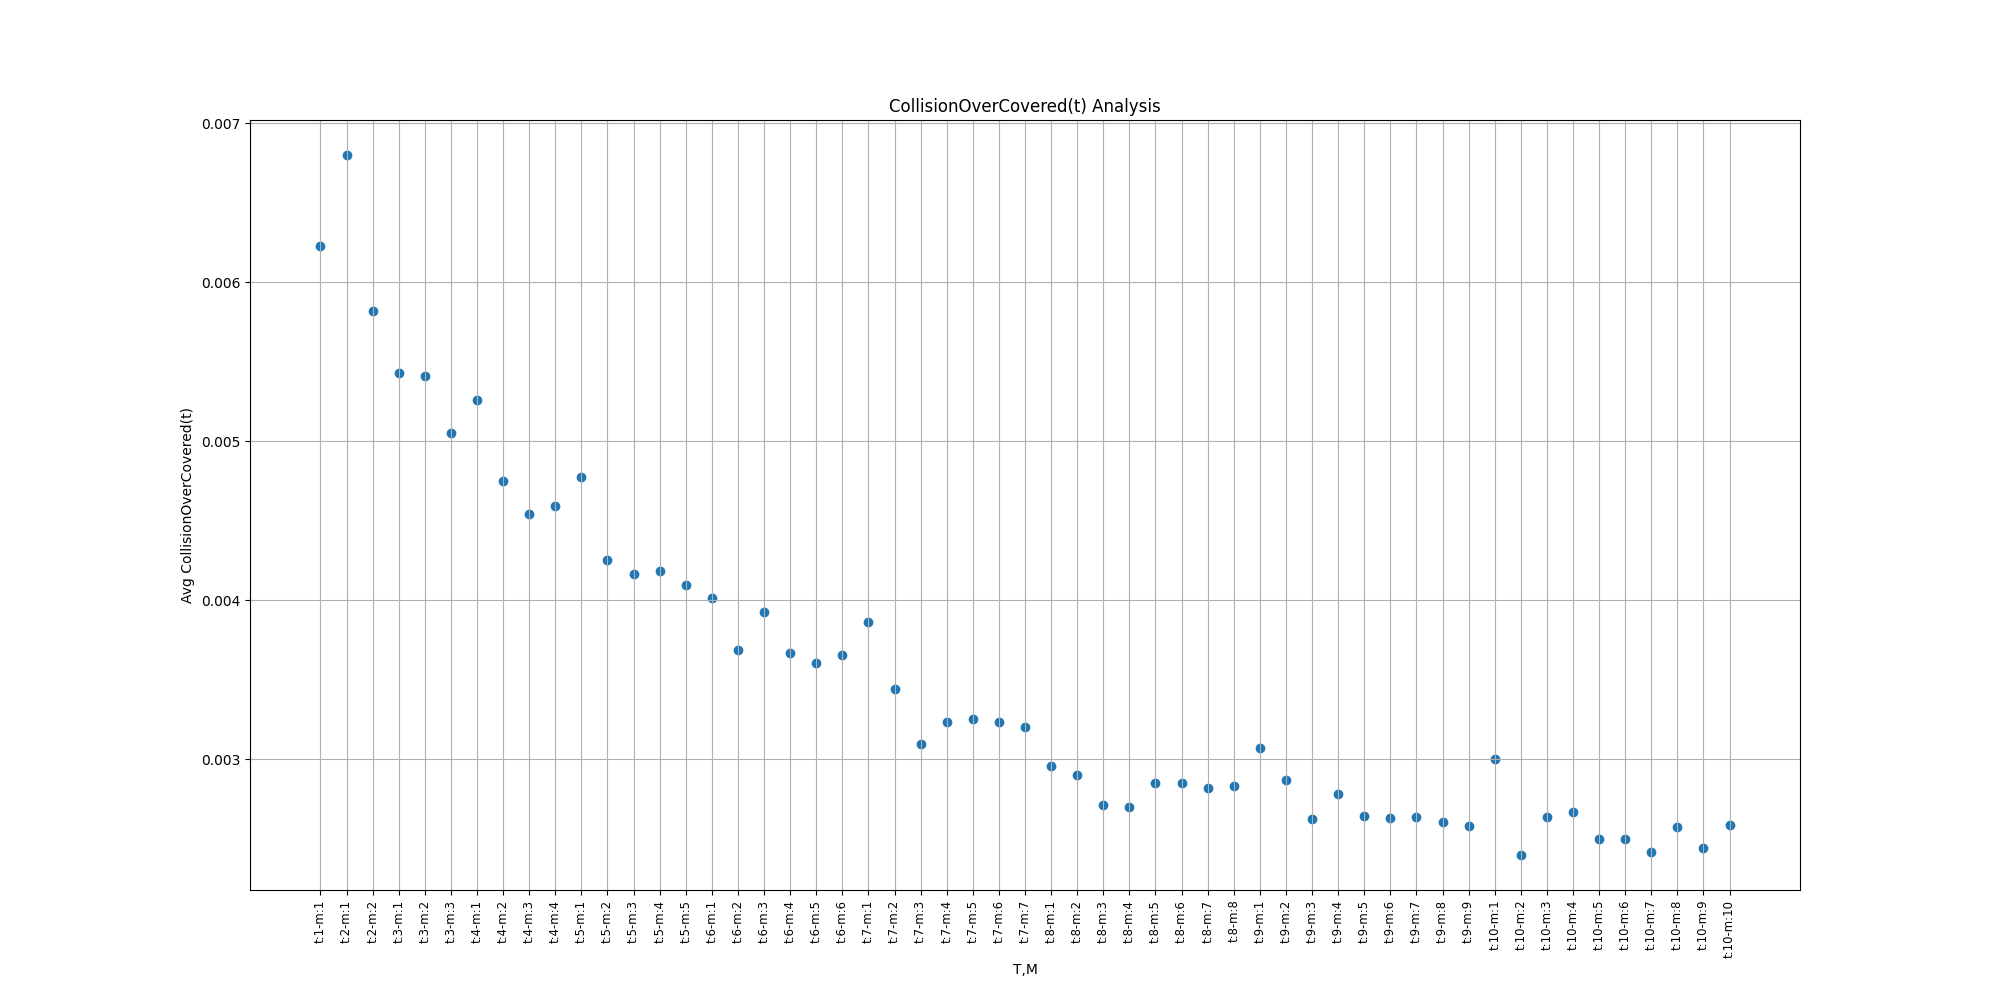 CollisionOverCovered(t) Analysis
0.007
0.006
0.005
0.004
0.003
Avg CollisionOverCovered(t)
t:1-m:1
t:2-m:1
t:2-m:2
t:3-m:1
t:3-m:2
t:3-m:3
t:4-m:1
t:4-m:2
t:4-m:3
t:4-m:4
t:5-m:1
t:5-m:2
t:5-m:3
t:5-m:4
t:5-m:5
t:6-m:1
t:6-m:2
t:6-m:3
t:6-m:4
t:6-m:5
t:6-m:6
t:7-m:1
t:7-m:2
t:7-m:3
t:7-m:4
t:7-m:5
t:7-m:6
t:7-m:7
t:8-m:1
t:8-m:2
t:8-m:3
t:8-m:4
t:8-m:5
t:8-m:6
t:8-m:7
t:8-m:8
t:9-m:1
t:9-m:2
t:9-m:3
t:9-m:4
t:9-m:5
t:9-m:6
t:9-m:7
t:9-m:8
t:9-m:9
t:10-m:1
t:10-m:2
t:10-m:3
t:10-m:4
t:10-m:5
t:10-m:6
t:10-m:7
t:10-m:8
t:10-m:9
t:10-m:10
T,M